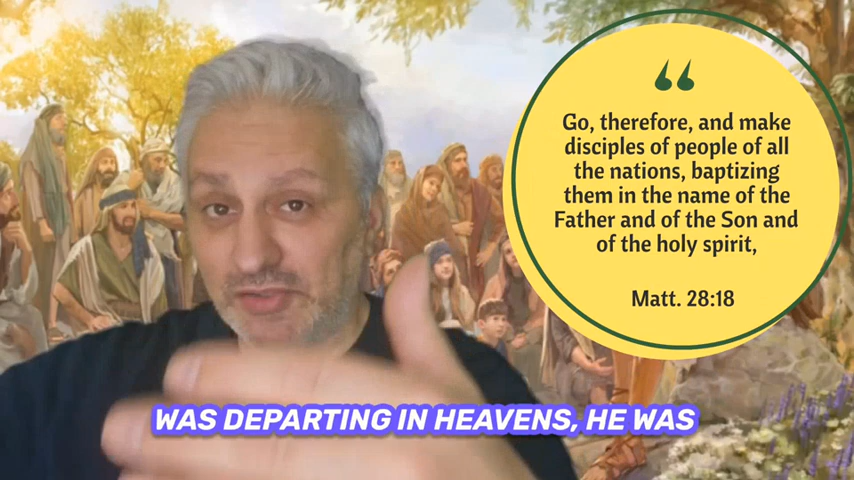 “
Go, therefore, and make
disciples of people of all
the nations, baptizing
them in the name of the
Father and of the Son and
of the holy spirit,
Matt. 28:18
WAS DEPARTING IN HEAVENS, HE WAS